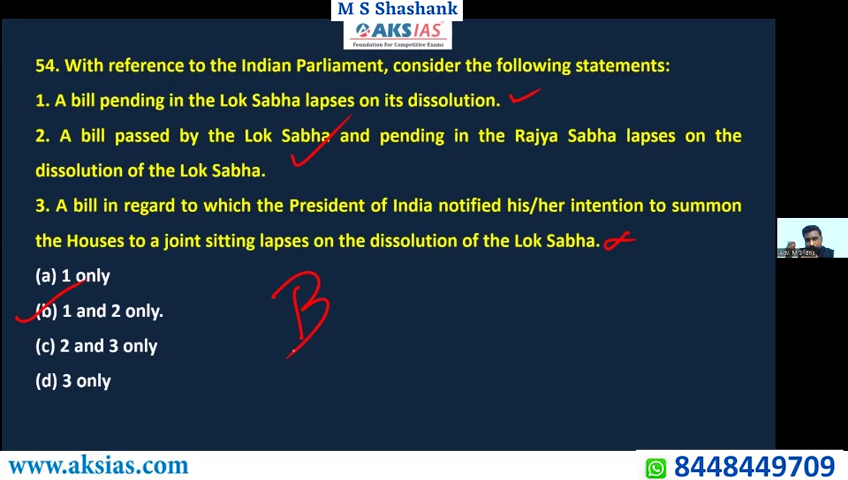 M S Shashank
AKSIAS
Foundation For Competitive Exams
54. With reference to the Indian Parliament, consider the following statements:
1. A bill pending in the Lok Sabha lapses on its dissolution.
2. A bill passed by the Lok Sabha and pending in the Rajya Sabha lapses on the
dissolution of the Lok Sabha.
3. A bill in regard to which the President of India notified his/her intention to summon
the Houses to a joint sitting lapses on the dissolution of the Lok Sabha.
(a) 1 only
(b) 1 and 2 only.
(c) 2 and 3 only
(d) 3 only
B
www.aksias.com
8448449709